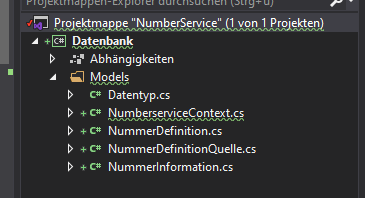 Projektmappen-Explorer durchsuchen (Strg+ü)
Projektmappe "NumberService" (1 von 1 Projekten)
Datenbank
Abhängigkeiten
Models
Datentyp.cs
NumberserviceContext.cs
NummerDefinition.cs
NummerDefinitionQuelle.cs
NummerInformation.cs